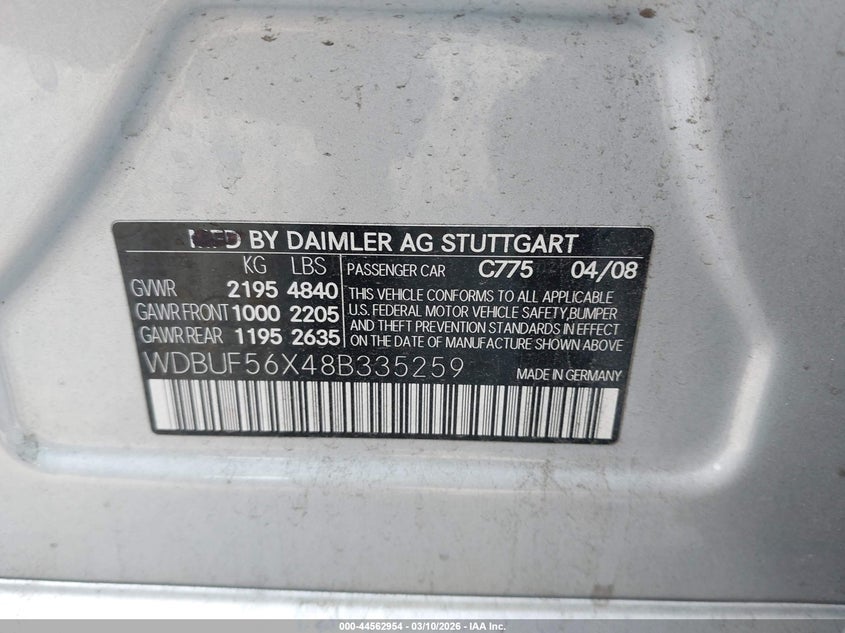 MFD BY DAIMLER AG STUTTGART
KG LBS
GVWR 2195 4840
GAWR FRONT 1000 2205
GAWR REAR 1195 2635
PASSENGER CAR C775 04/08
THIS VEHICLE CONFORMS TO ALL APPLICABLE
U.S. FEDERAL MOTOR VEHICLE SAFETY,BUMPER
AND THEFT PREVENTION STANDARDS IN EFFECT
ON THE DATE OF MANUFACTURE SHOWN ABOVE
WDBUF56X48B335259 MADE IN GERMANY
000-44562954 - 03/10/2026 - IAA Inc.